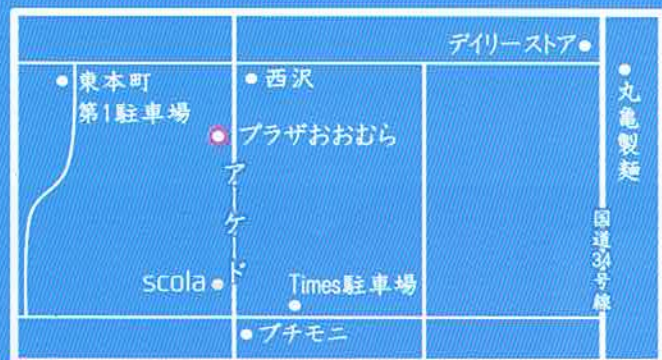 デイリーストア
東本町
第1駐車場
西沢
丸亀製麺
プラザおおむら
アーケード
国道34号線
scola
Times駐車場
プチモニ